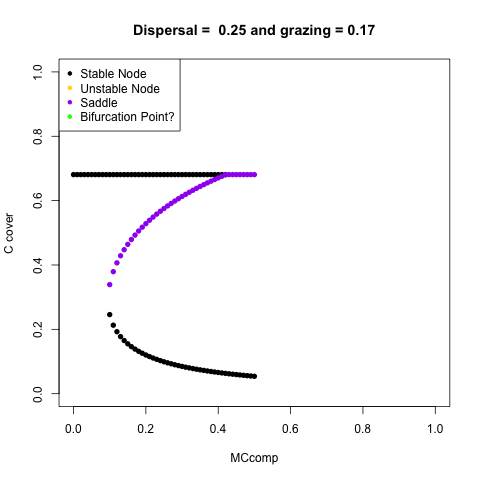 Dispersal =  0.25 and grazing = 0.17
Stable Node
Unstable Node
Saddle
Bifurcation Point?
1.0
0.8
0.6
0.4
0.2
0.0
C cover
0.0 0.2 0.4 0.6 0.8 1.0
MCcomp